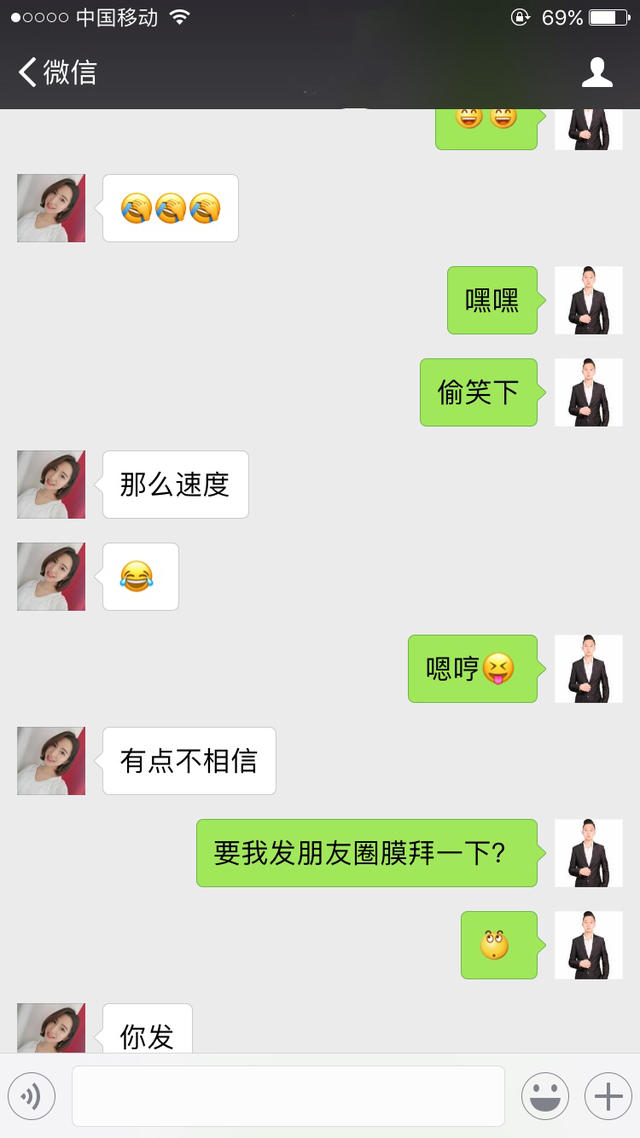 中国移动 69%
微信
嘿嘿
偷笑下
那么速度
嗯哼
有点不相信
要我发朋友圈膜拜一下?
你发